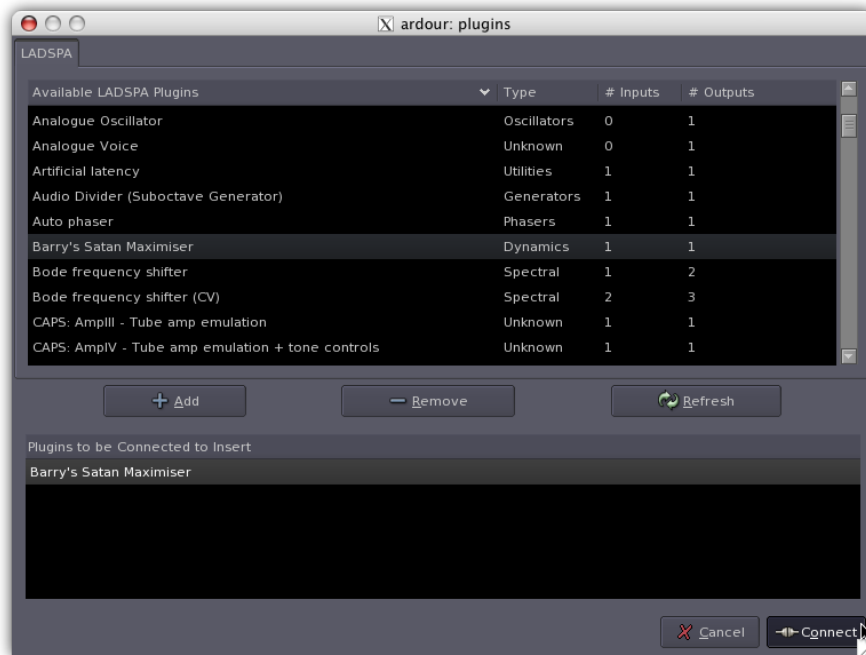 ardour: plugins
LADSPA
Available LADSPA Plugins Type # Inputs # Outputs
Analogue Oscillator Oscillators 0 1
Analogue Voice Unknown 0 1
Artificial latency Utilities 1 1
Audio Divider (Suboctave Generator) Generators 1 1
Auto phaser Phasers 1 1
Barry's Satan Maximiser Dynamics 1 1
Bode frequency shifter Spectral 1 2
Bode frequency shifter (CV) Spectral 2 3
CAPS: AmpIII - Tube amp emulation Unknown 1 1
CAPS: AmpIV - Tube amp emulation + tone controls Unknown 1 1
Add Remove Refresh
Plugins to be Connected to Insert
Barry's Satan Maximiser
Cancel Connect